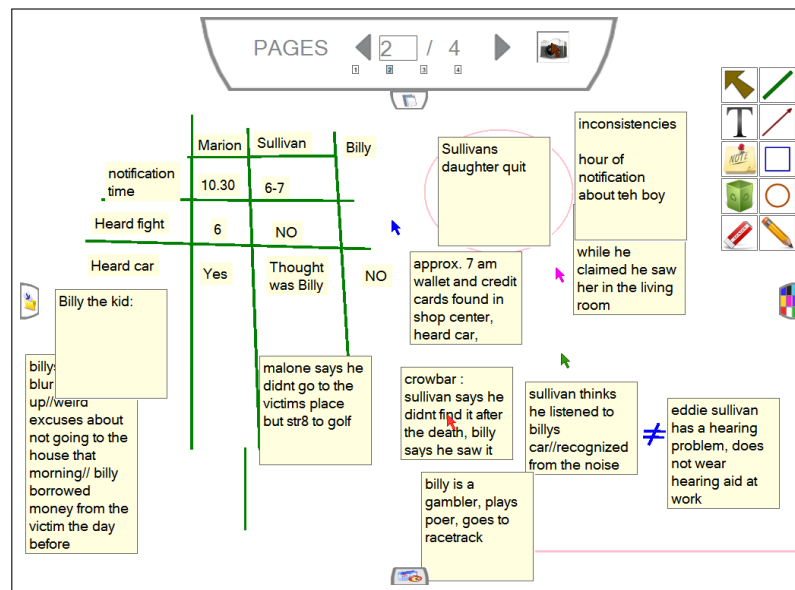 PAGES 2 / 4
1 2 3 4
Marion Sullivan Billy
notification
time
10.30 6-7
Heard fight 6 NO
Heard car Yes
Thought
was Billy
NO
Sullivans
daughter quit
inconsistencies
hour of
notification
about teh boy
while he
claimed he saw
her in the living
room
approx. 7 am
wallet and credit
cards found in
shop center,
heard car,
T
NOTE
Billy the kid:
billys
blur
up//weird
excuses about
not going to the
house that
morning// billy
borrowed
money from the
victim the day
before
malone says he
didnt go to the
victims place
but str8 to golf
crowbar :
sullivan says he
didnt find it after
the death, billy
says he saw it
sullivan thinks
he listened to
billys
car//recognized
from the noise
≠
eddie sullivan
has a hearing
problem, does
not wear
hearing aid at
work
billy is a
gambler, plays
poer, goes to
racetrack